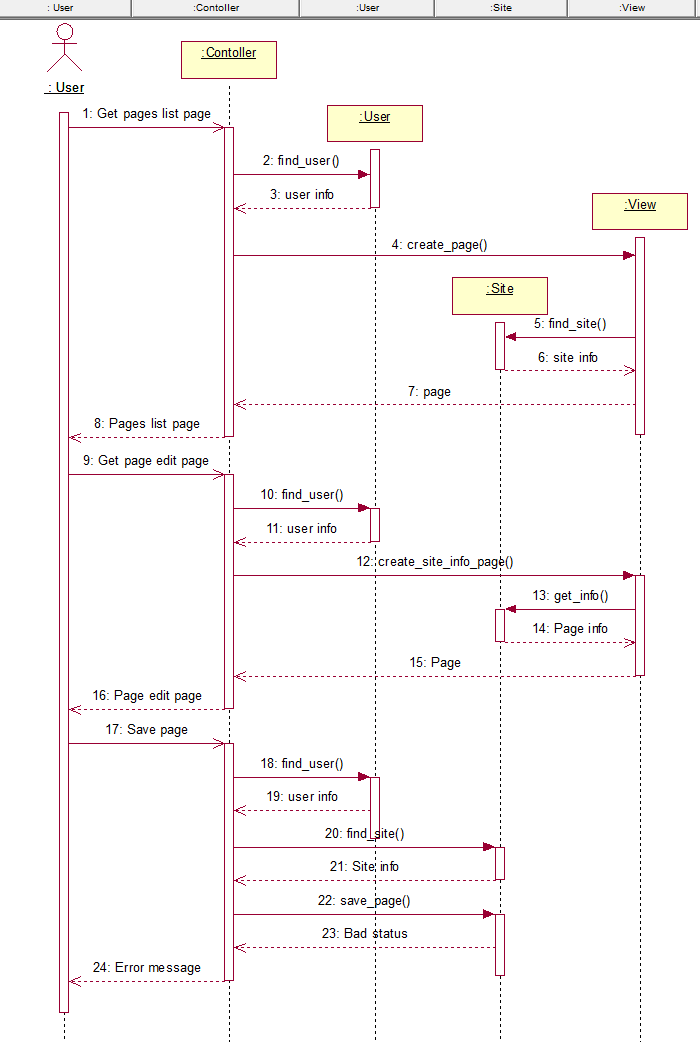 : User
:Contoller
:User
:Site
:View
: User
:Contoller
:User
:View
:Site
1: Get pages list page
2: find_user()
3: user info
4: create_page()
5: find_site()
6: site info
7: page
8: Pages list page
9: Get page edit page
10: find_user()
11: user info
12: create_site_info_page()
13: get_info()
14: Page info
15: Page
16: Page edit page
17: Save page
18: find_user()
19: user info
20: find_site()
21: Site info
22: save_page()
23: Bad status
24: Error message